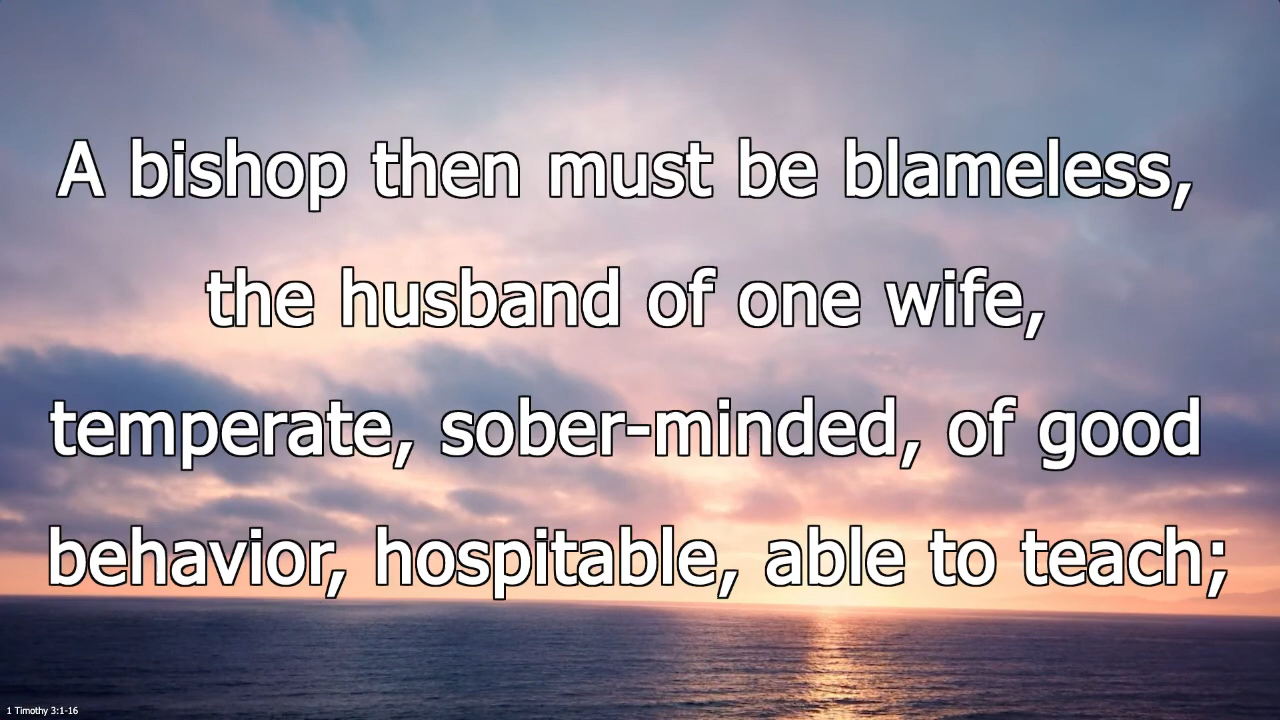 A bishop then must be blameless,
the husband of one wife,
temperate, sober-minded, of good
behavior, hospitable, able to teach;
1 Timothy 3:1-16